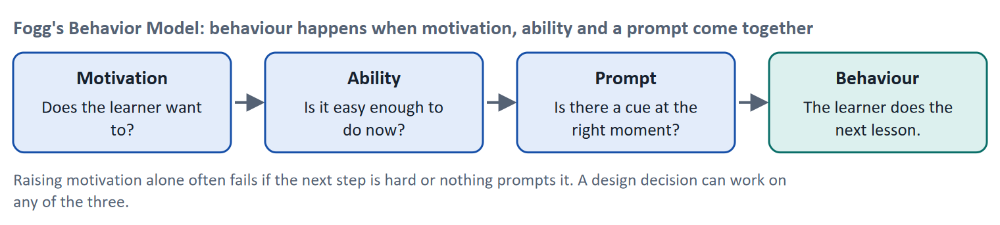 Fogg's Behavior Model: behaviour happens when motivation, ability and a prompt come together
Motivation
Does the learner want
to?
Ability
Is it easy enough to
do now?
Prompt
Is there a cue at the
right moment?
Behaviour
The learner does the
next lesson.
Raising motivation alone often fails if the next step is hard or nothing prompts it. A design decision can work on
any of the three.